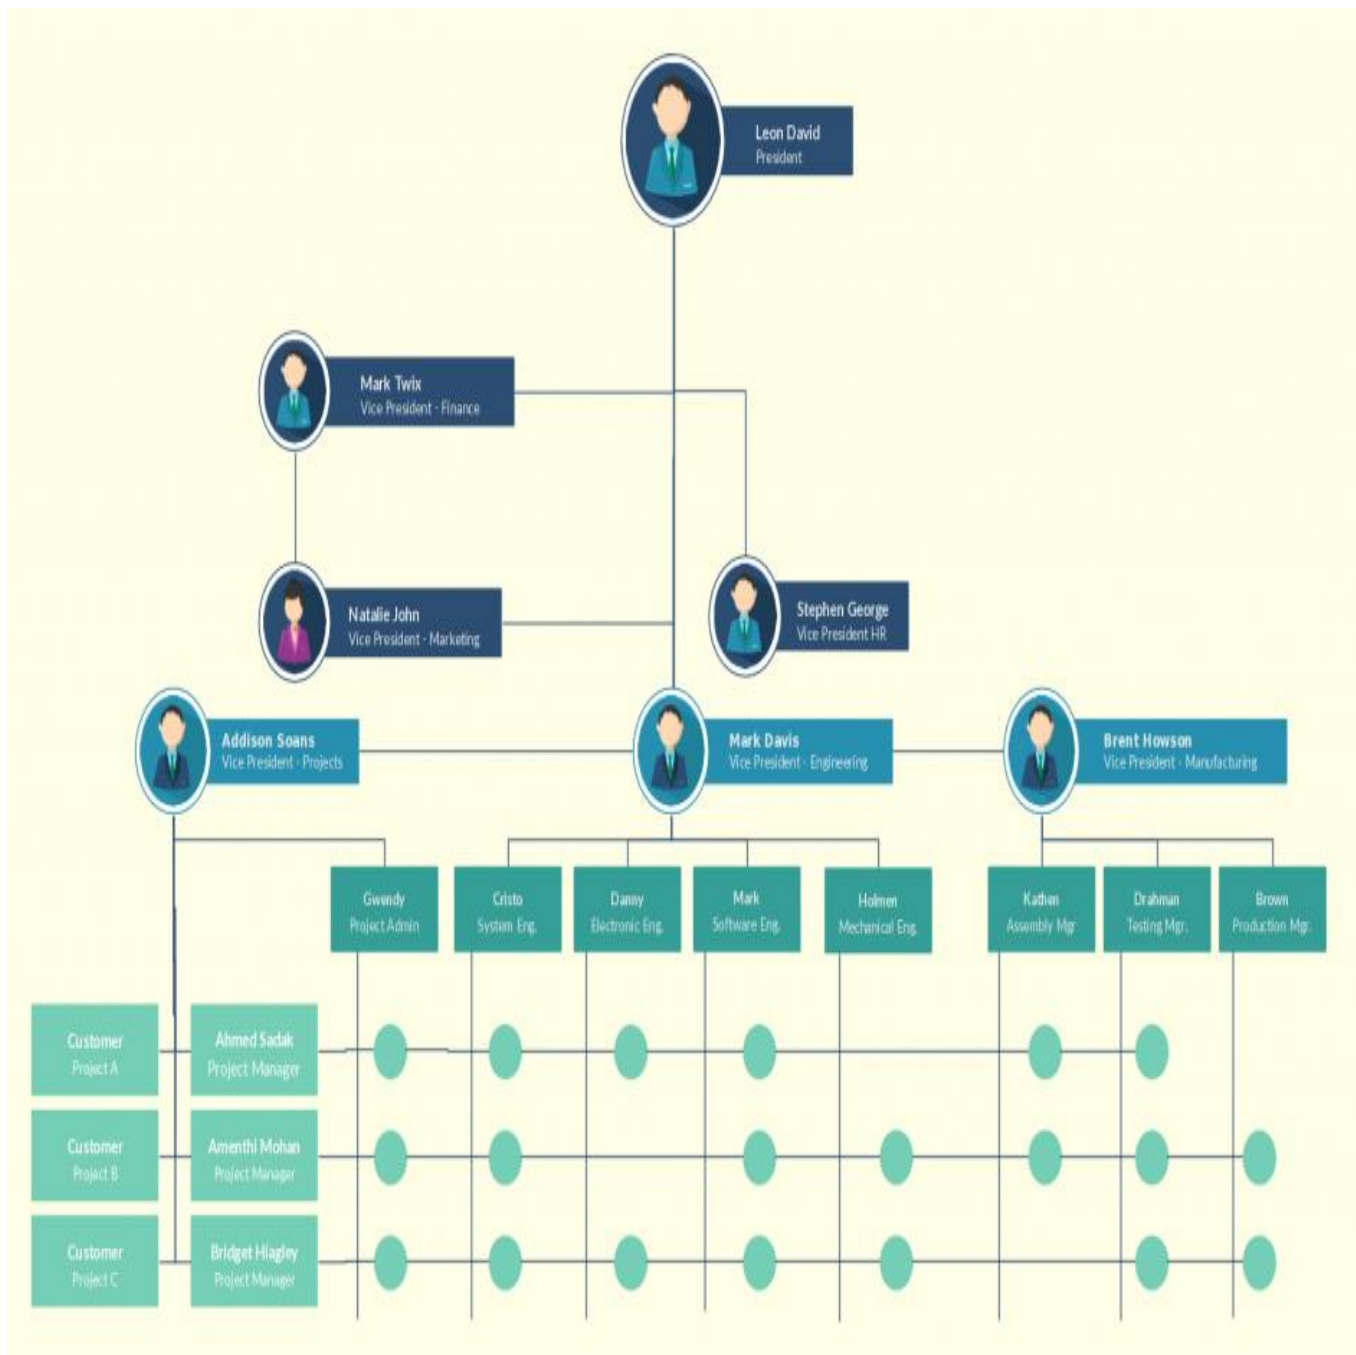 Leon David
President
Mark Twix
Vice President - Finance
Natalie John
Vice President - Marketing
Stephen George
Vice President HR
Addison Soans
Vice President - Projects
Mark Davis
Vice President - Engineering
Brent Howson
Vice President - Manufacturing
Gwendy
Project Admin
Cristo
System Eng.
Danny
Electronic Eng.
Mark
Software Eng.
Holmen
Mechanical Eng.
Kathen
Assembly Mgr
Drahman
Testing Mgr.
Brown
Production Mgr.
Customer
Project A
Ahmed Sadak
Project Manager
Customer
Project B
Amenthi Mohan
Project Manager
Customer
Project C
Bridget Hiagley
Project Manager